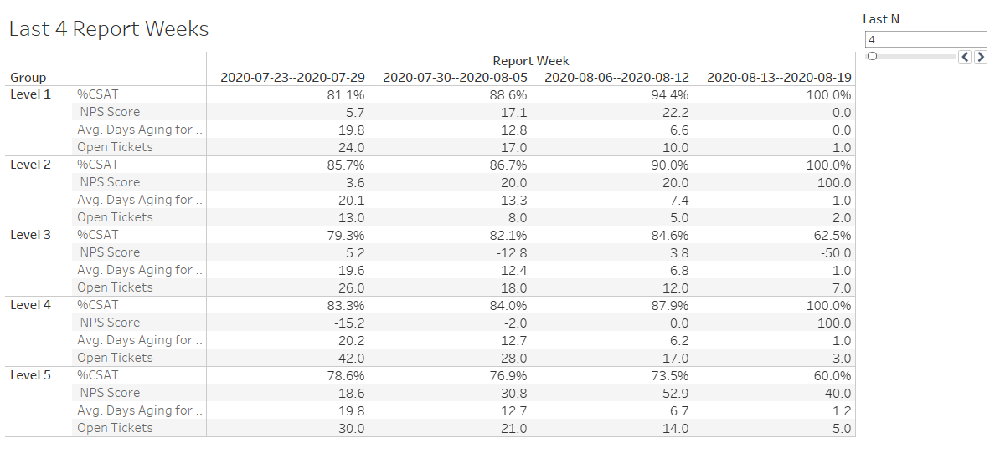 Last 4 Report Weeks
Last N
4
Report Week
Group 2020-07-23--2020-07-29 2020-07-30--2020-08-05 2020-08-06--2020-08-12 2020-08-13--2020-08-19
Level 1 %CSAT 81.1% 88.6% 94.4% 100.0%
NPS Score 5.7 17.1 22.2 0.0
Avg. Days Aging for .. 19.8 12.8 6.6 0.0
Open Tickets 24.0 17.0 10.0 1.0
Level 2 %CSAT 85.7% 86.7% 90.0% 100.0%
NPS Score 3.6 20.0 20.0 100.0
Avg. Days Aging for .. 20.1 13.3 7.4 1.0
Open Tickets 13.0 8.0 5.0 2.0
Level 3 %CSAT 79.3% 82.1% 84.6% 62.5%
NPS Score 5.2 -12.8 3.8 -50.0
Avg. Days Aging for .. 19.6 12.4 6.8 1.0
Open Tickets 26.0 18.0 12.0 7.0
Level 4 %CSAT 83.3% 84.0% 87.9% 100.0%
NPS Score -15.2 -2.0 0.0 100.0
Avg. Days Aging for .. 20.2 12.7 6.2 1.0
Open Tickets 42.0 28.0 17.0 3.0
Level 5 %CSAT 78.6% 76.9% 73.5% 60.0%
NPS Score -18.6 -30.8 -52.9 -40.0
Avg. Days Aging for .. 19.8 12.7 6.7 1.2
Open Tickets 30.0 21.0 14.0 5.0